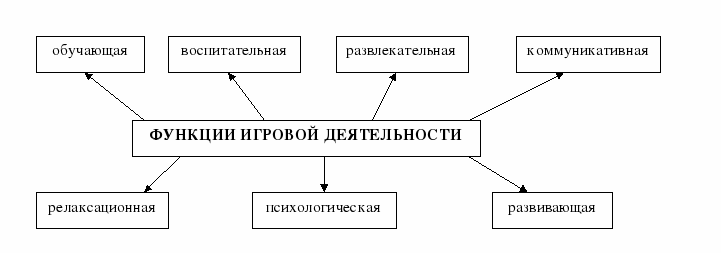 обучающая
воспитательная
развлекательная
коммуникативная
ФУНКЦИИ ИГРОВОЙ ДЕЯТЕЛЬНОСТИ
релаксационная
психологическая
развивающая